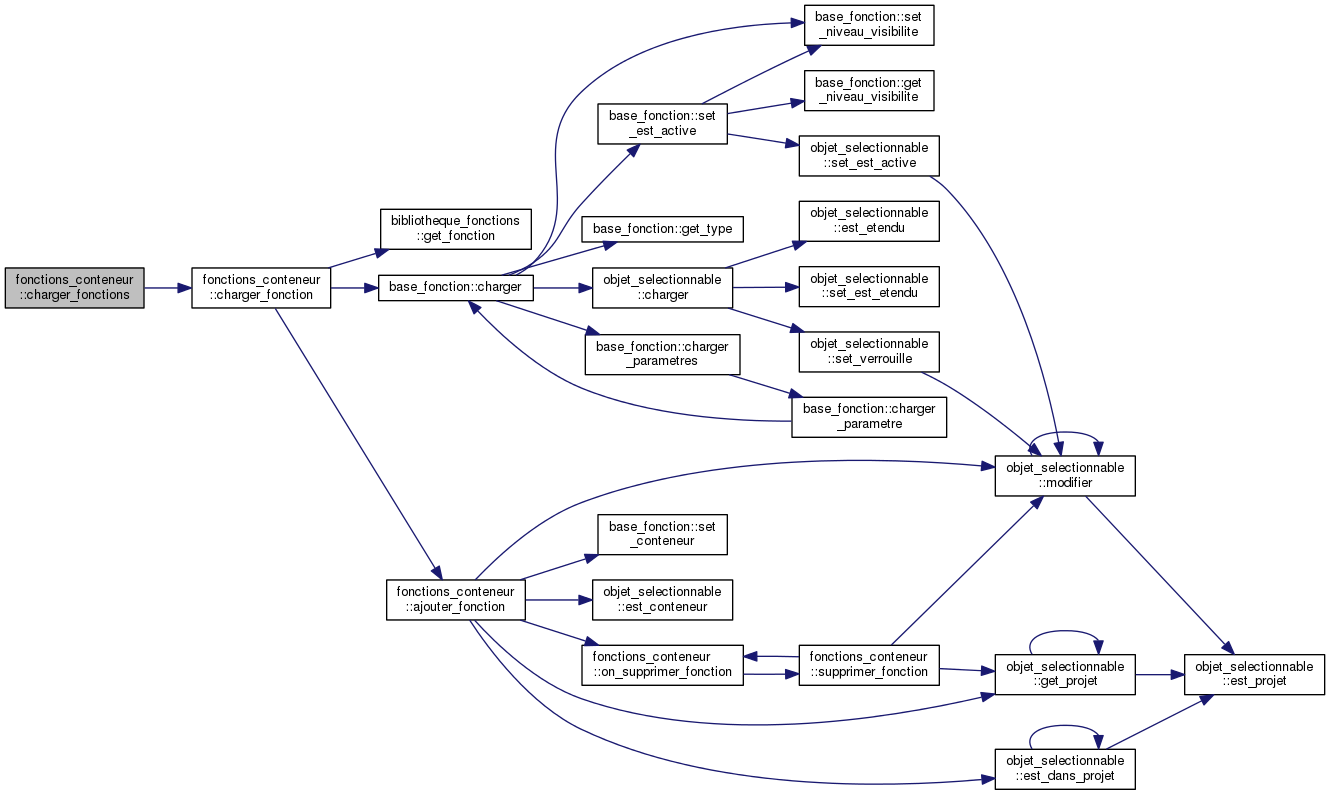 base_fonction::set
_niveau_visibilite
base_fonction::get
_niveau_visibilite
base_fonction::set
_est_active
objet_selectionnable
::set_est_active
bibliotheque_fonctions
::get_fonction
base_fonction::get_type
objet_selectionnable
::est_etendu
fonctions_conteneur
::charger_fonctions
fonctions_conteneur
::charger_fonction
base_fonction::charger
objet_selectionnable
::charger
objet_selectionnable
::set_est_etendu
base_fonction::charger
_parametres
objet_selectionnable
::set_verrouille
base_fonction::charger
_parametre
objet_selectionnable
::modifier
base_fonction::set
_conteneur
fonctions_conteneur
::ajouter_fonction
objet_selectionnable
::est_conteneur
fonctions_conteneur
::on_supprimer_fonction
fonctions_conteneur
::supprimer_fonction
objet_selectionnable
::get_projet
objet_selectionnable
::est_projet
objet_selectionnable
::est_dans_projet